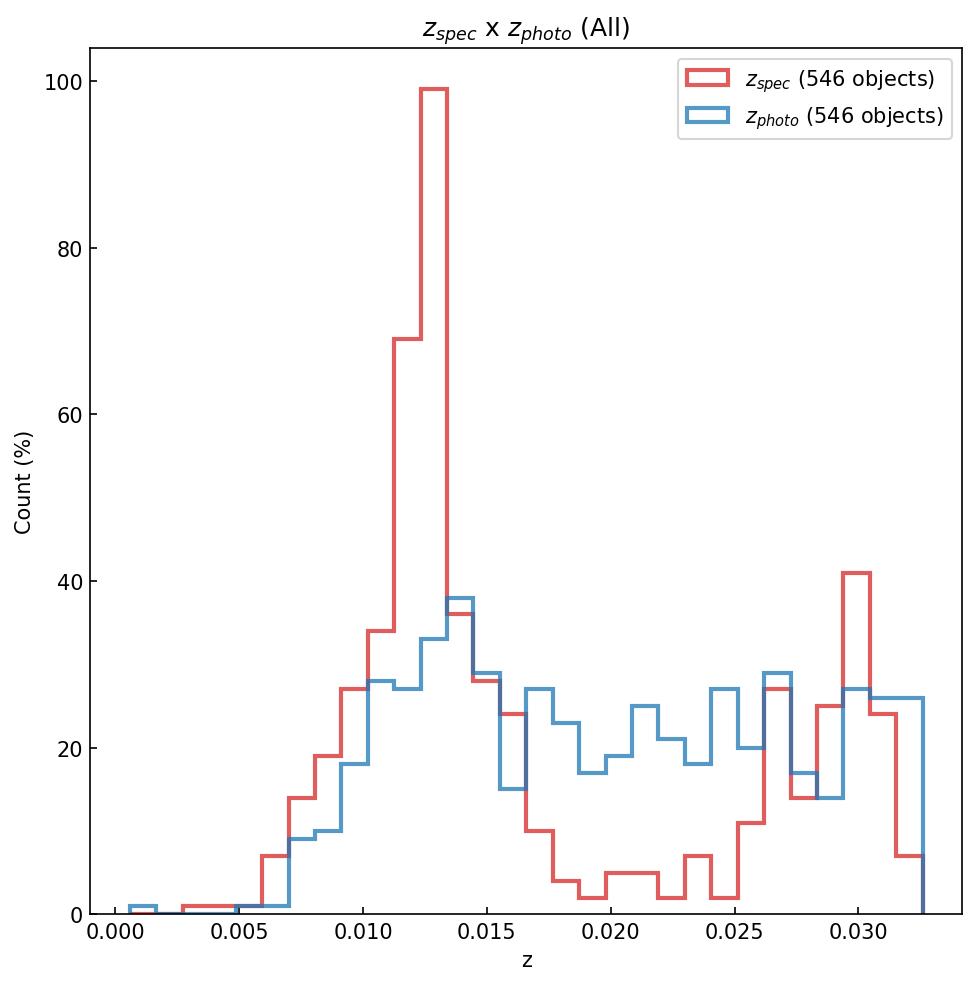 z_spec x z_photo (All)
z_spec (546 objects)
z_photo (546 objects)
Count (%)
100
80
60
40
20
0
0.000 0.005 0.010 0.015 0.020 0.025 0.030
z